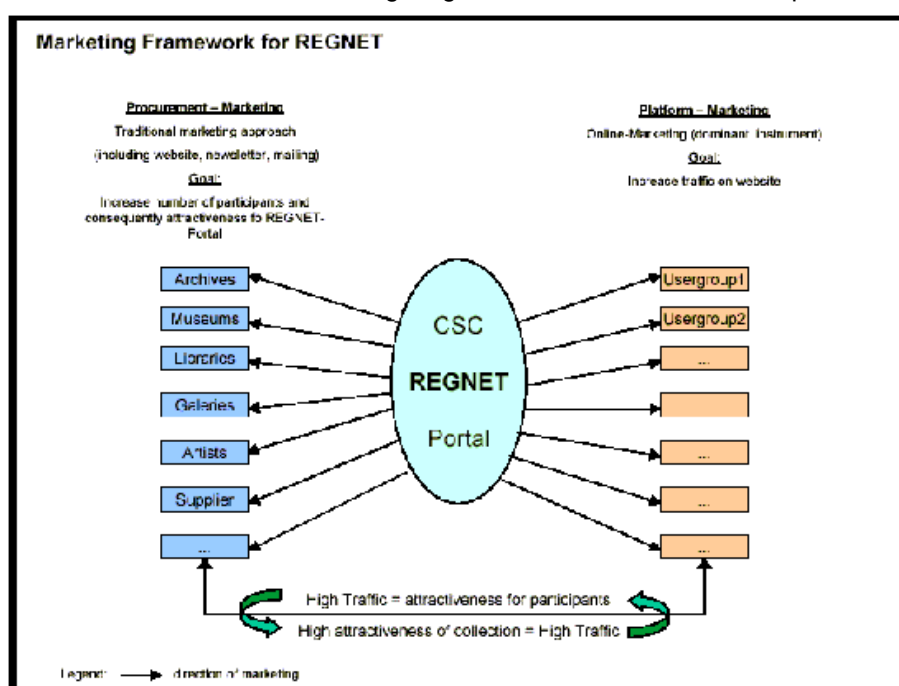 Marketing Framework for REGNET
Procurement – Marketing
Traditional marketing approach
(including website, newsletter, mailing)
Goal:
Increase number of participants and
consequently attractiveness fo REGNET-
Portal
Platform – Marketing
Online-Marketing (dominant instrument)
Goal:
Increase traffic on website
Archives
Museums
Libraries
Galeries
Artists
Supplier
...
CSC
REGNET
Portal
Usergroup1
Usergroup2
...
...
...
...
High Traffic = attractiveness for participants
High attractiveness of collection = High Traffic
Legend: direction of marketing